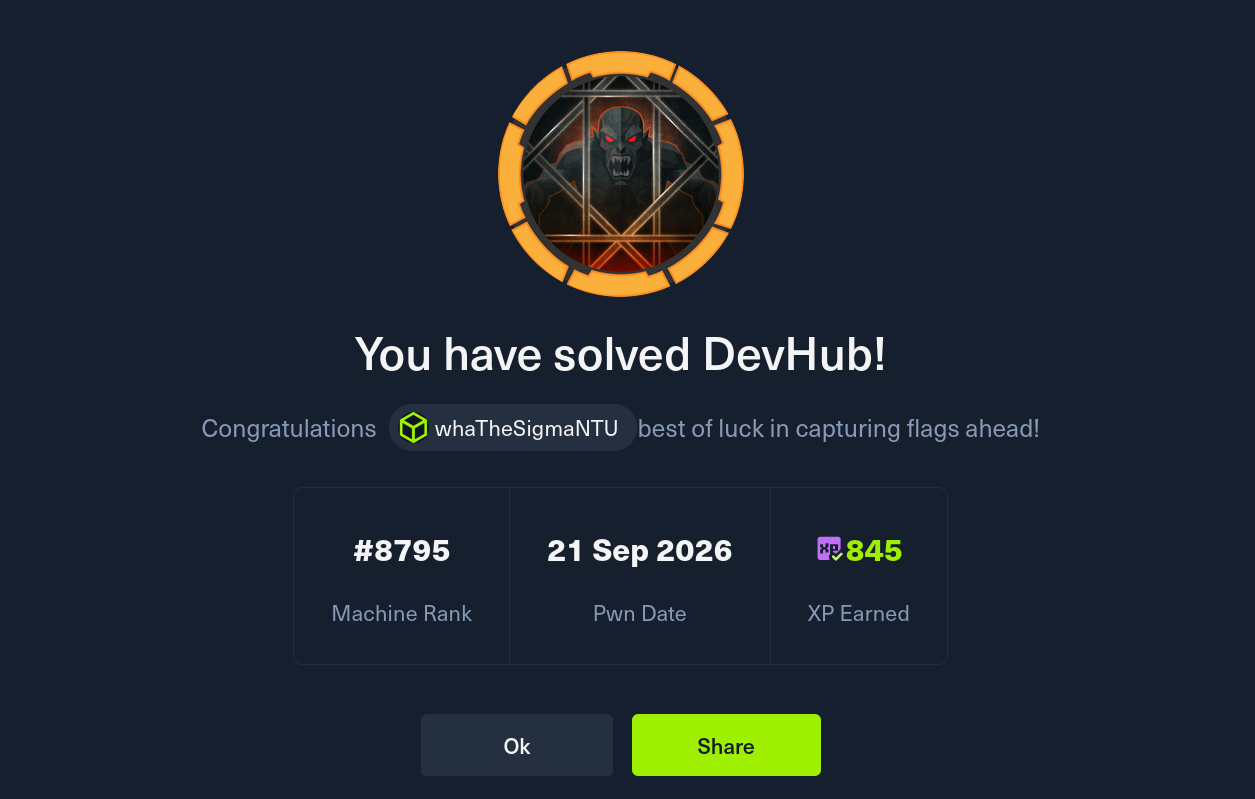 You have solved DevHub!
Congratulations whaTheSigmaNTU best of luck in capturing flags ahead!
#8795 21 Sep 2026 xp 845
Machine Rank Pwn Date XP Earned
Ok Share